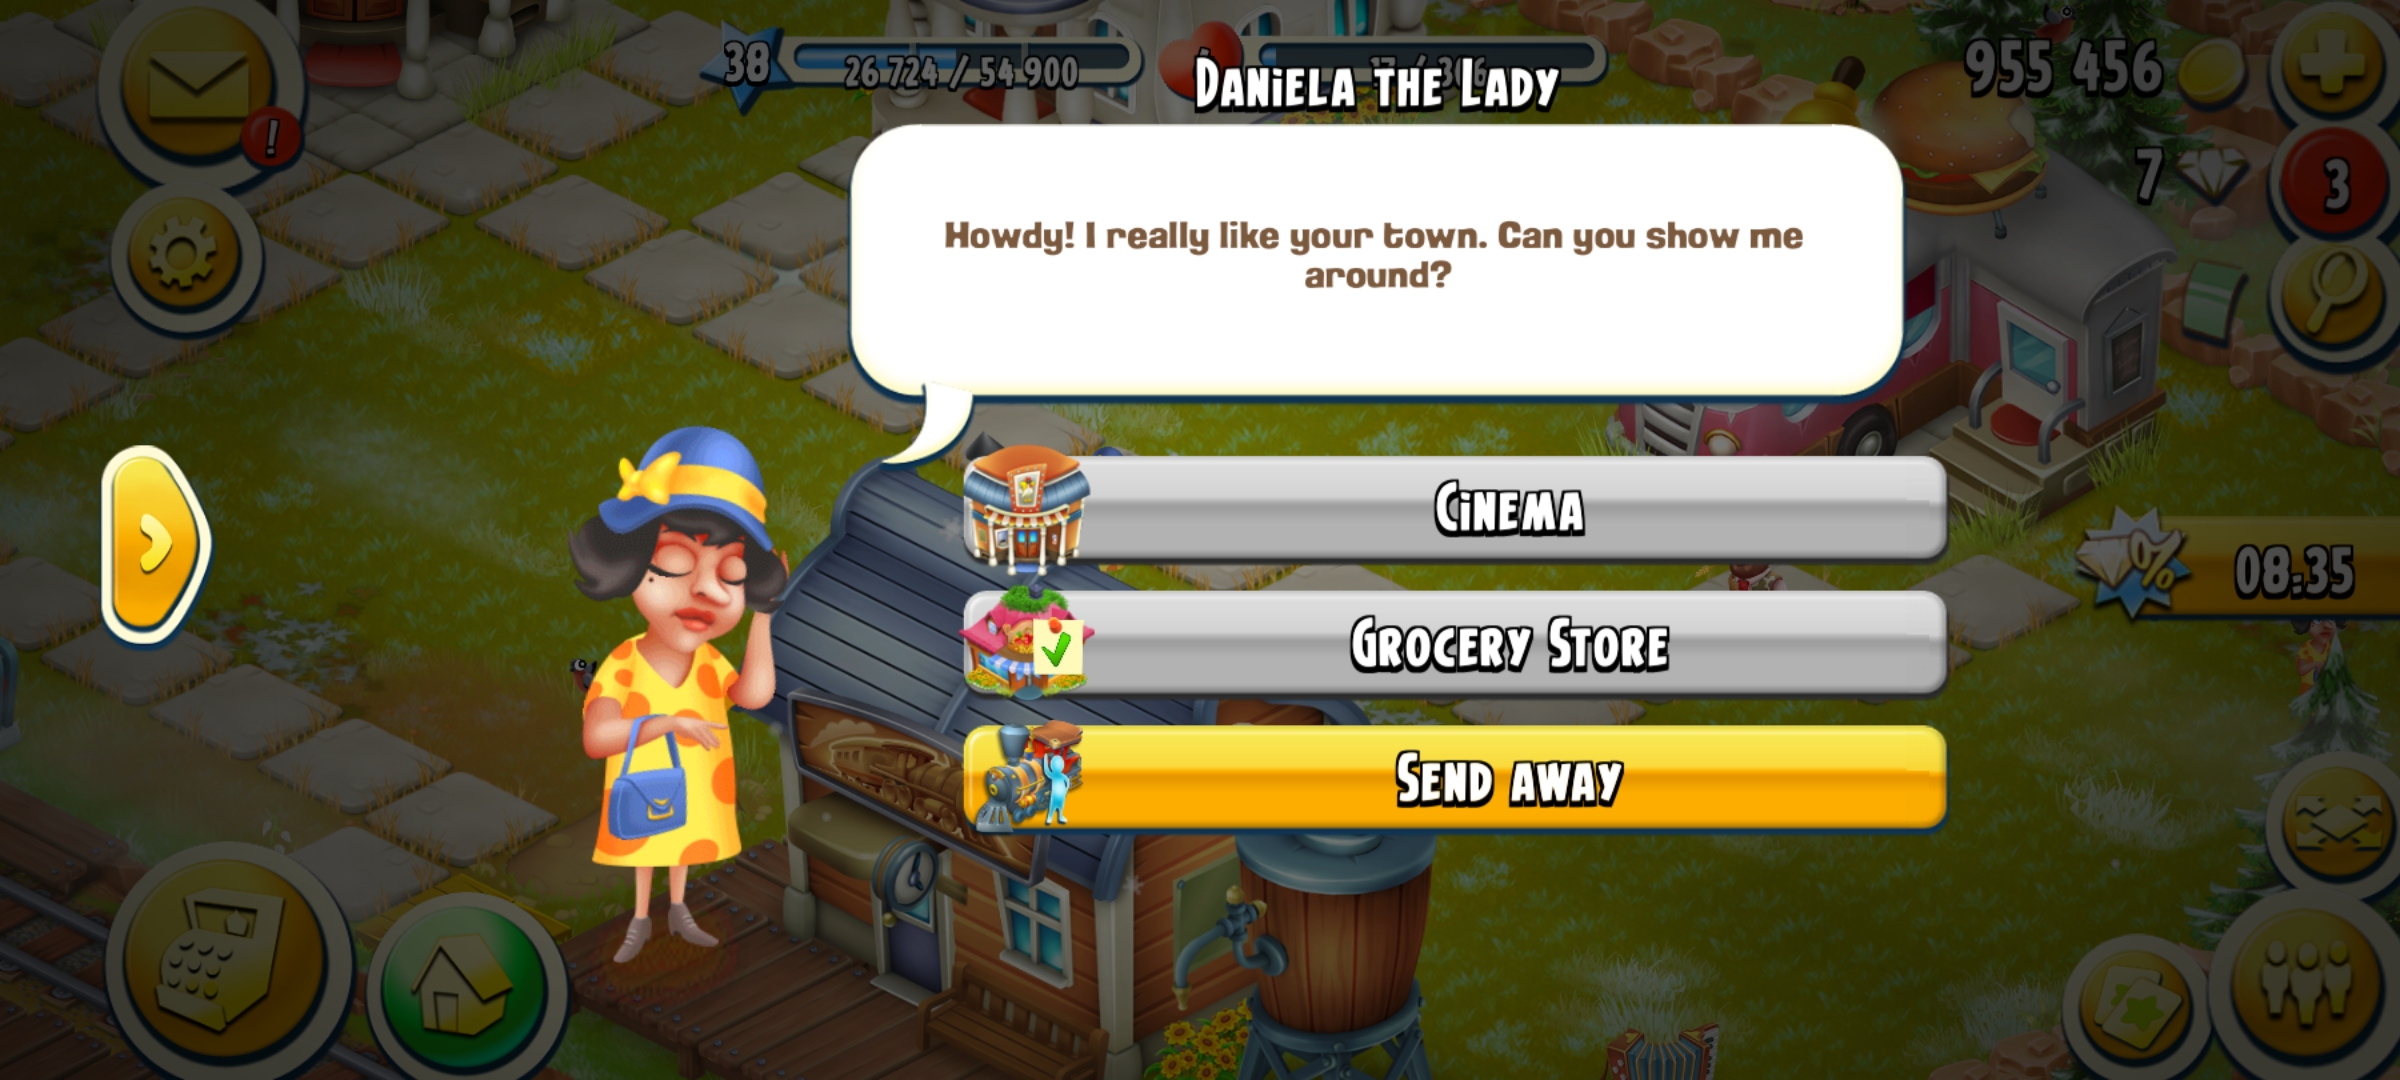 38
26 724 / 54 900
Daniela the Lady
955 456
!
7
3
Howdy! I really like your town. Can you show me
around?
Cinema
Grocery Store
%
08:35
Send away